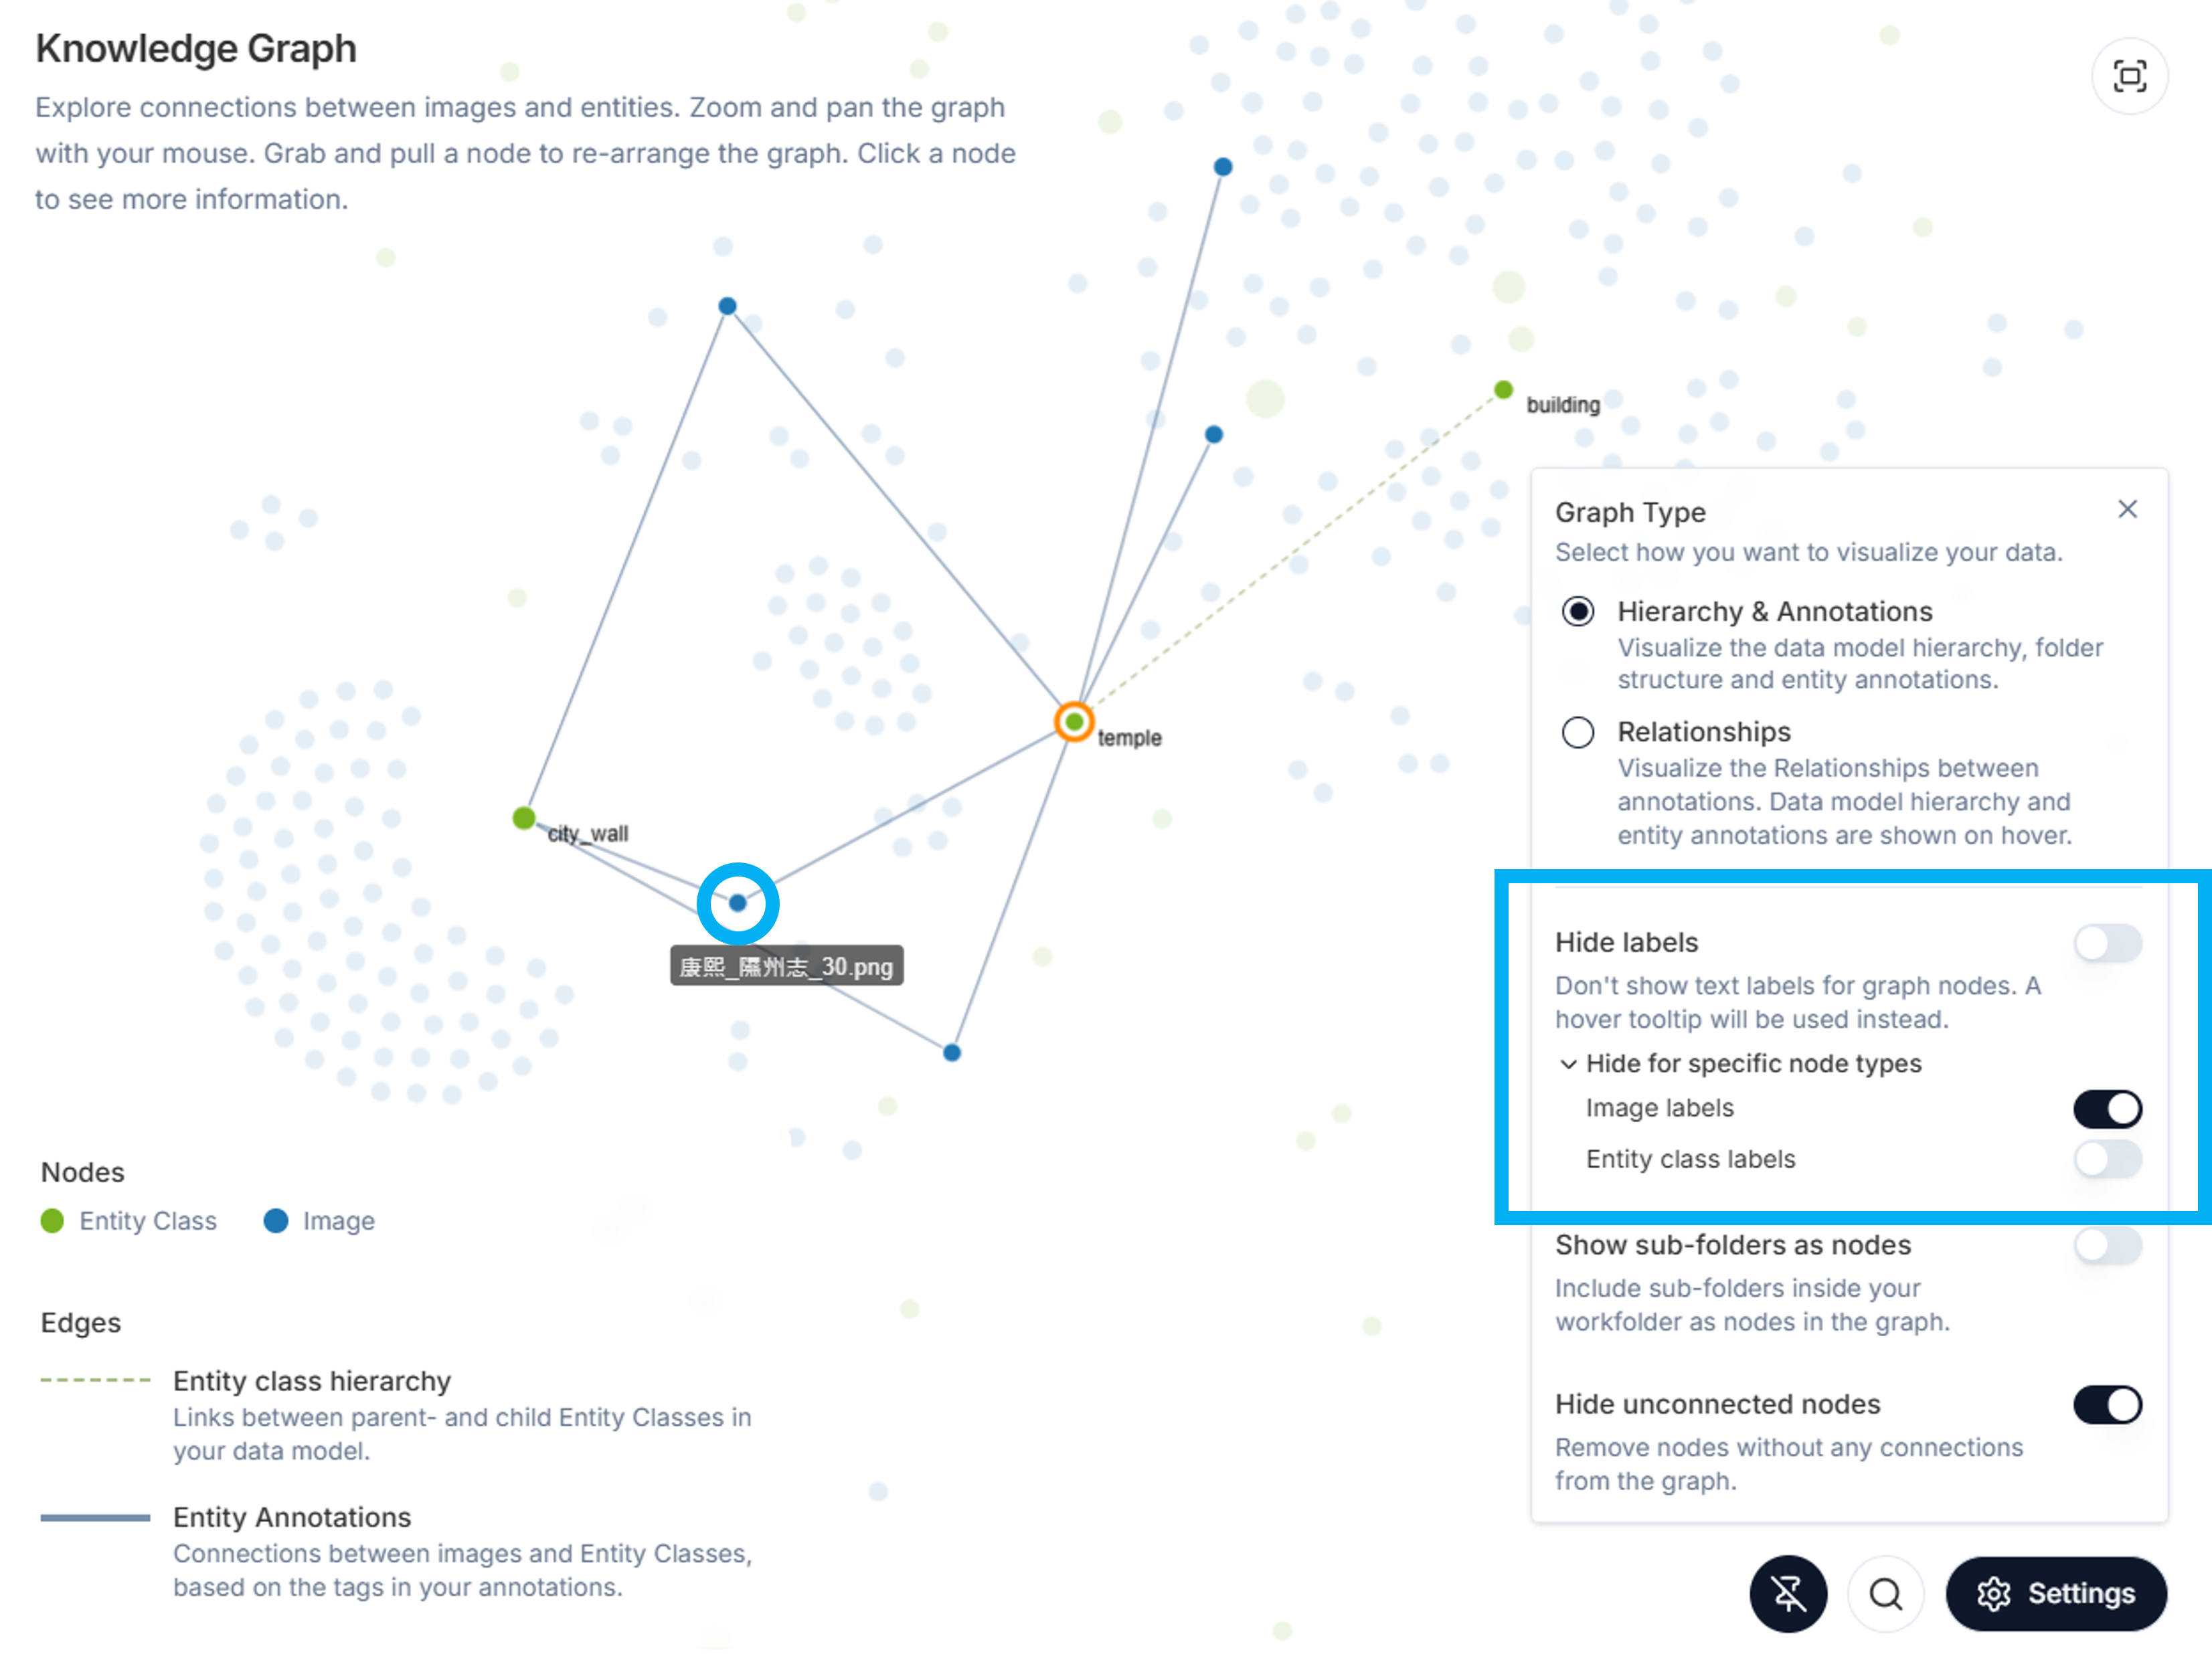 Knowledge Graph
Explore connections between images and entities. Zoom and pan the graph
with your mouse. Grab and pull a node to re-arrange the graph. Click a node
to see more information.
building
temple
city_wall
康熙_隰州志_30.png
Nodes
Entity Class
Image
Edges
Entity class hierarchy
Links between parent- and child Entity Classes in
your data model.
Entity Annotations
Connections between images and Entity Classes,
based on the tags in your annotations.
Graph Type
Select how you want to visualize your data.
Hierarchy & Annotations
Visualize the data model hierarchy, folder
structure and entity annotations.
Relationships
Visualize the Relationships between
annotations. Data model hierarchy and
entity annotations are shown on hover.
Hide labels
Don't show text labels for graph nodes. A
hover tooltip will be used instead.
Hide for specific node types
Image labels
Entity class labels
Show sub-folders as nodes
Include sub-folders inside your
workfolder as nodes in the graph.
Hide unconnected nodes
Remove nodes without any connections
from the graph.
Settings